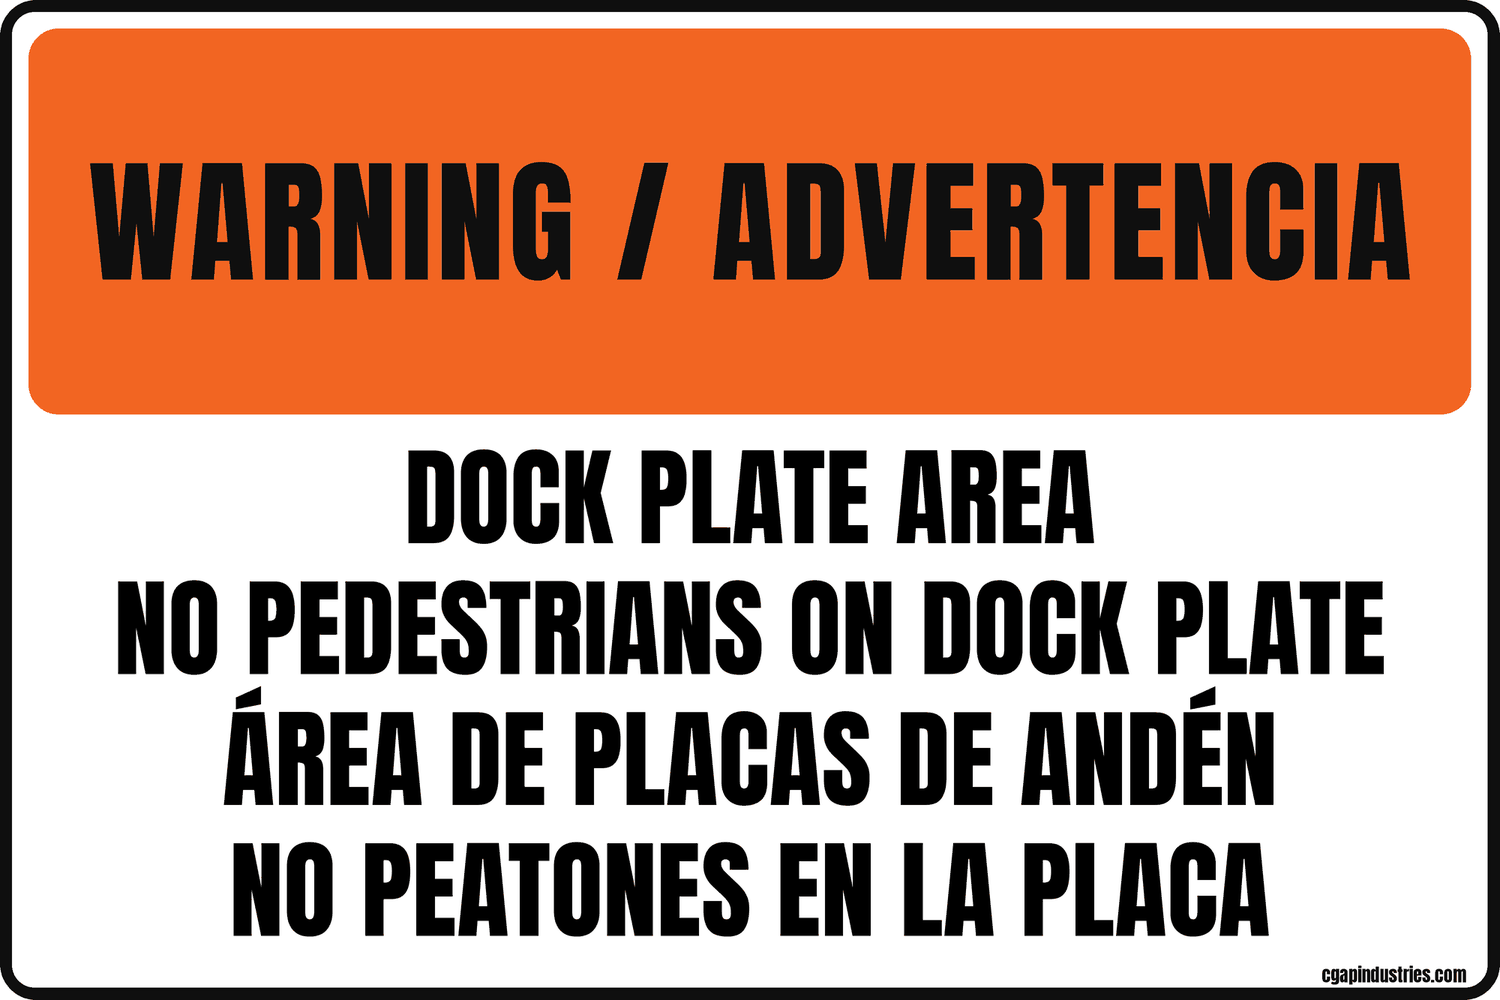 WARNING / ADVERTENCIA
DOCK PLATE AREA
NO PEDESTRIANS ON DOCK PLATE
ÁREA DE PLACAS DE ANDÉN
NO PEATONES EN LA PLACA
cgapindustries.com